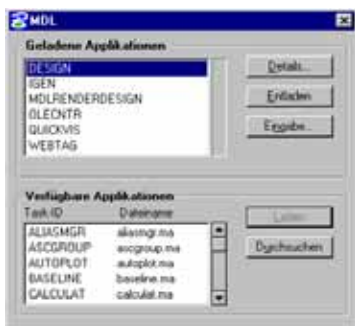 MDL
Geladene Applikationen
DESIGN
IGEN
MDLRENDERDESIGN
OLECNTR
QUICKVIS
WEBTAG
Details...
Entladen
Eingabe...
Verfügbare Applikationen
Task-ID Dateiname
ALIASMGR aliasmgr.ma
ASCGROUP ascgroup.ma
AUTOPLOT autoplot.ma
BASELINE baseline.ma
CALCULAT calculat.ma
Laden
Durchsuchen